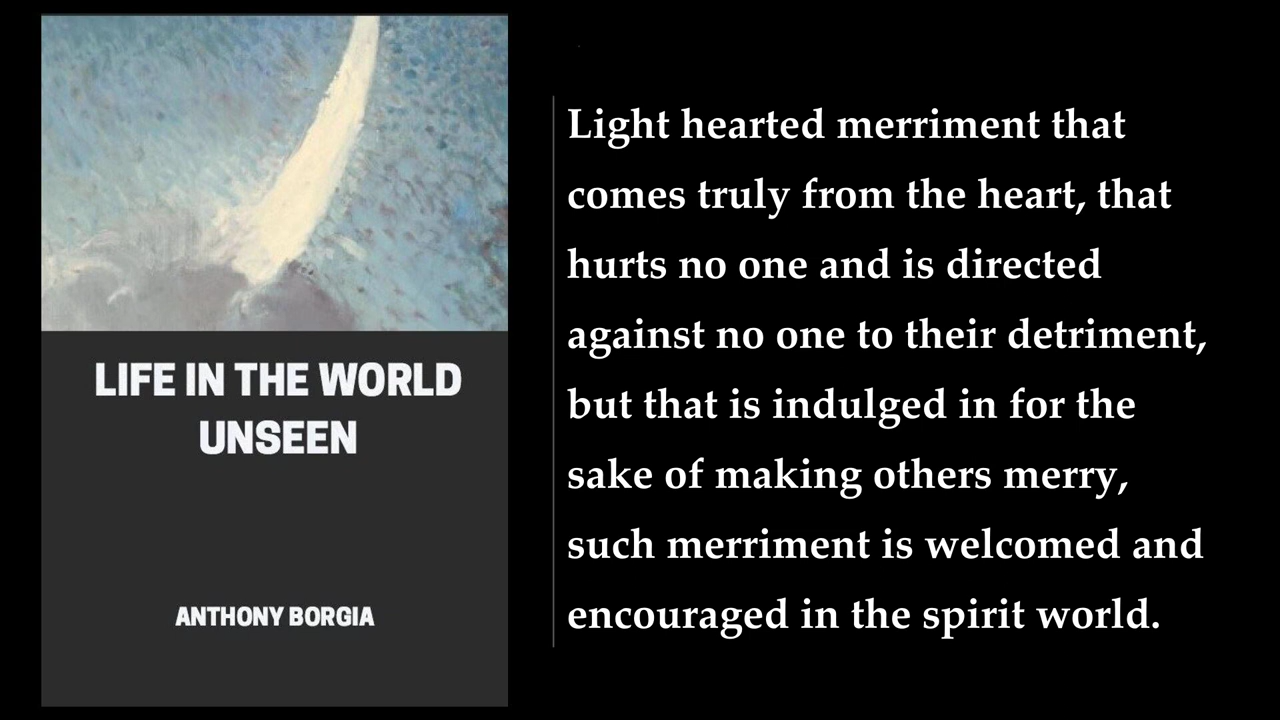 LIFE IN THE WORLD
UNSEEN
ANTHONY BORGIA
Light hearted merriment that
comes truly from the heart, that
hurts no one and is directed
against no one to their detriment,
but that is indulged in for the
sake of making others merry,
such merriment is welcomed and
encouraged in the spirit world.